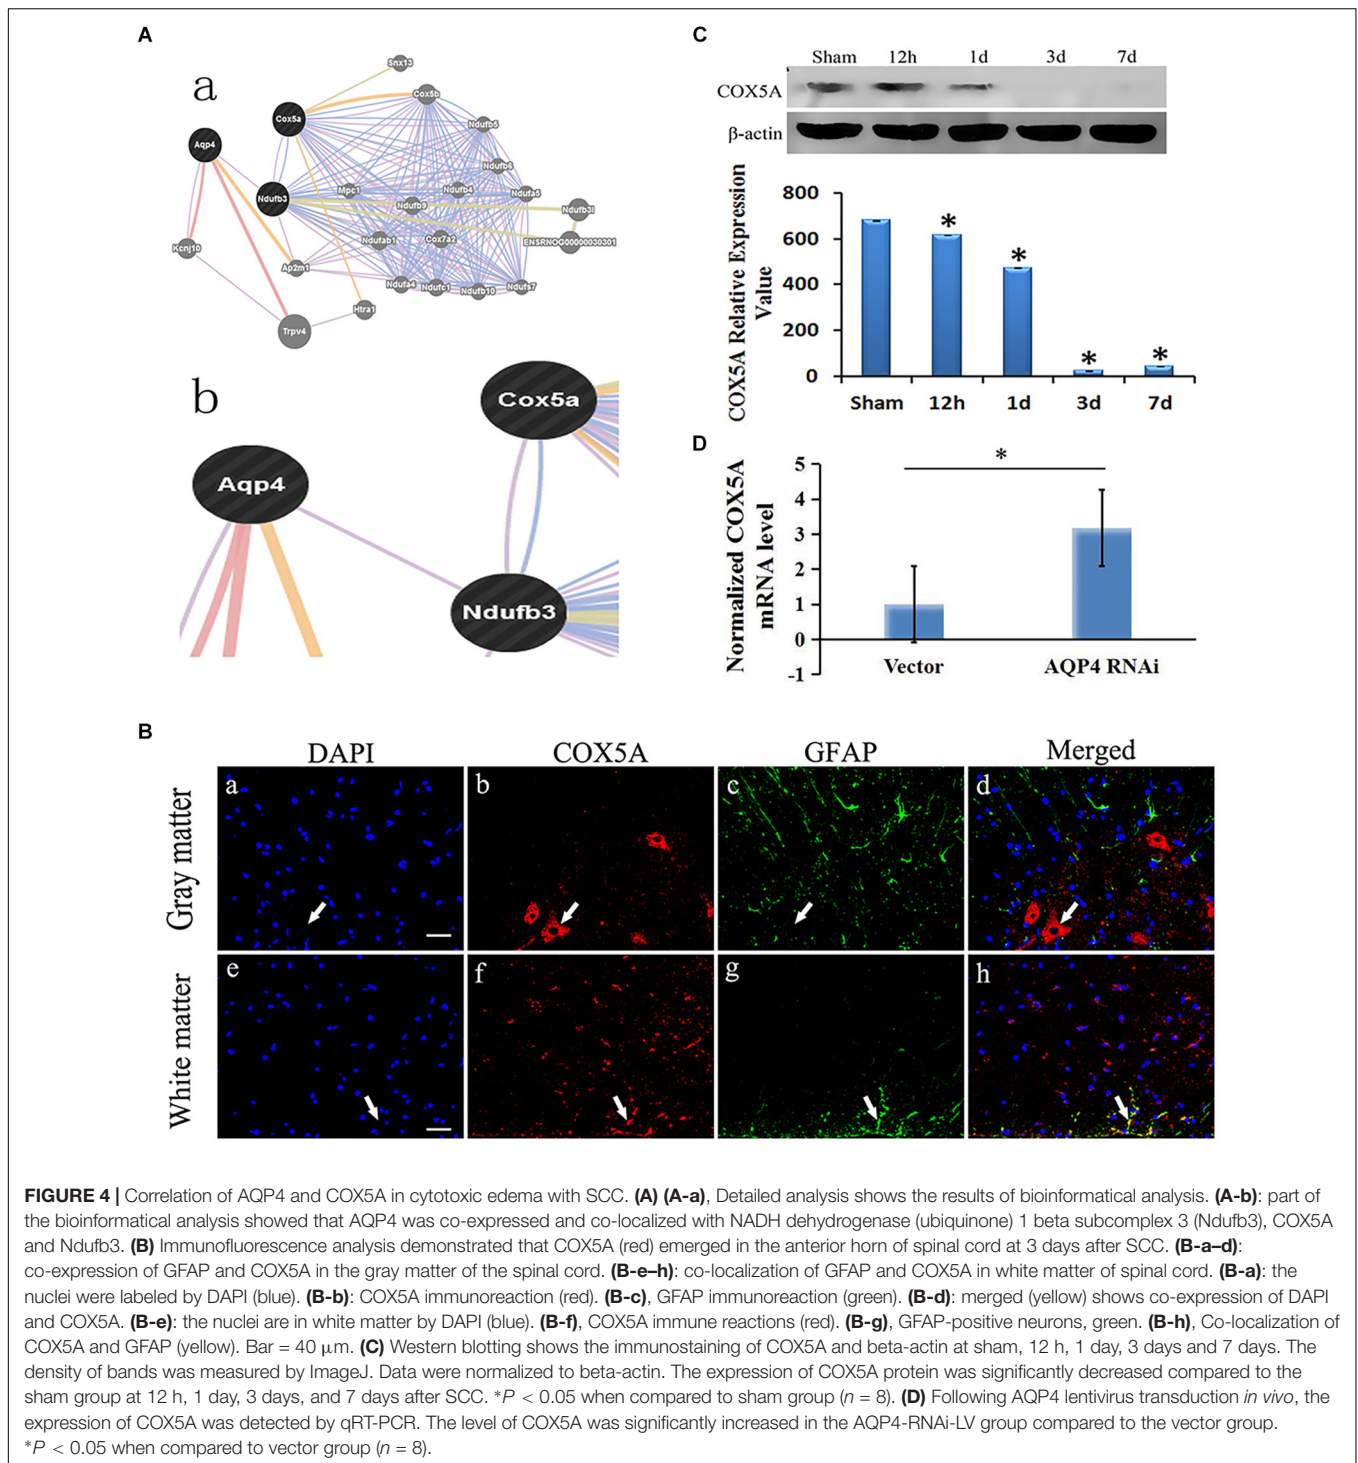 A
a
Snx13
Cox5b
Cox5a
Ndufb5
Aqp4
Ndufb6
Mpc1
Ndufb4
Ndufa5
Ndufb3
Ndufb9
Ndufb3l
Ndufab1
Cox7a2
ENSRNOG00000030301
Kcnj10
Ap2m1
Ndufa4
Ndufc1
Ndufb10
Ndufs7
Htra1
Trpv4
b
Cox5a
Aqp4
Ndufb3
C
Sham 12h 1d 3d 7d
COX5A
β-actin
COX5A Relative Expression
Value
800
600
400
200
0
* * * *
Sham 12h 1d 3d 7d
D
Normalized COX5A
mRNA level
5
4
3
2
1
0
-1
*
Vector AQP4 RNAi
B
DAPI COX5A GFAP Merged
Gray matter
a b c d
White matter
e f g h
FIGURE 4 | Correlation of AQP4 and COX5A in cytotoxic edema with SCC. (A) (A-a), Detailed analysis shows the results of bioinformatical analysis. (A-b): part of
the bioinformatical analysis showed that AQP4 was co-expressed and co-localized with NADH dehydrogenase (ubiquinone) 1 beta subcomplex 3 (Ndufb3), COX5A
and Ndufb3. (B) Immunofluorescence analysis demonstrated that COX5A (red) emerged in the anterior horn of spinal cord at 3 days after SCC. (B-a–d):
co-expression of GFAP and COX5A in the gray matter of the spinal cord. (B-e–h): co-localization of GFAP and COX5A in white matter of spinal cord. (B-a): the
nuclei were labeled by DAPI (blue). (B-b): COX5A immunoreaction (red). (B-c), GFAP immunoreaction (green). (B-d): merged (yellow) shows co-expression of DAPI
and COX5A. (B-e): the nuclei are in white matter by DAPI (blue). (B-f), COX5A immune reactions (red). (B-g), GFAP-positive neurons, green. (B-h), Co-localization of
COX5A and GFAP (yellow). Bar = 40 μm. (C) Western blotting shows the immunostaining of COX5A and beta-actin at sham, 12 h, 1 day, 3 days and 7 days. The
density of bands was measured by ImageJ. Data were normalized to beta-actin. The expression of COX5A protein was significantly decreased compared to the
sham group at 12 h, 1 day, 3 days, and 7 days after SCC. *P < 0.05 when compared to sham group (n = 8). (D) Following AQP4 lentivirus transduction in vivo, the
expression of COX5A was detected by qRT-PCR. The level of COX5A was significantly increased in the AQP4-RNAi-LV group compared to the vector group.
*P < 0.05 when compared to vector group (n = 8).